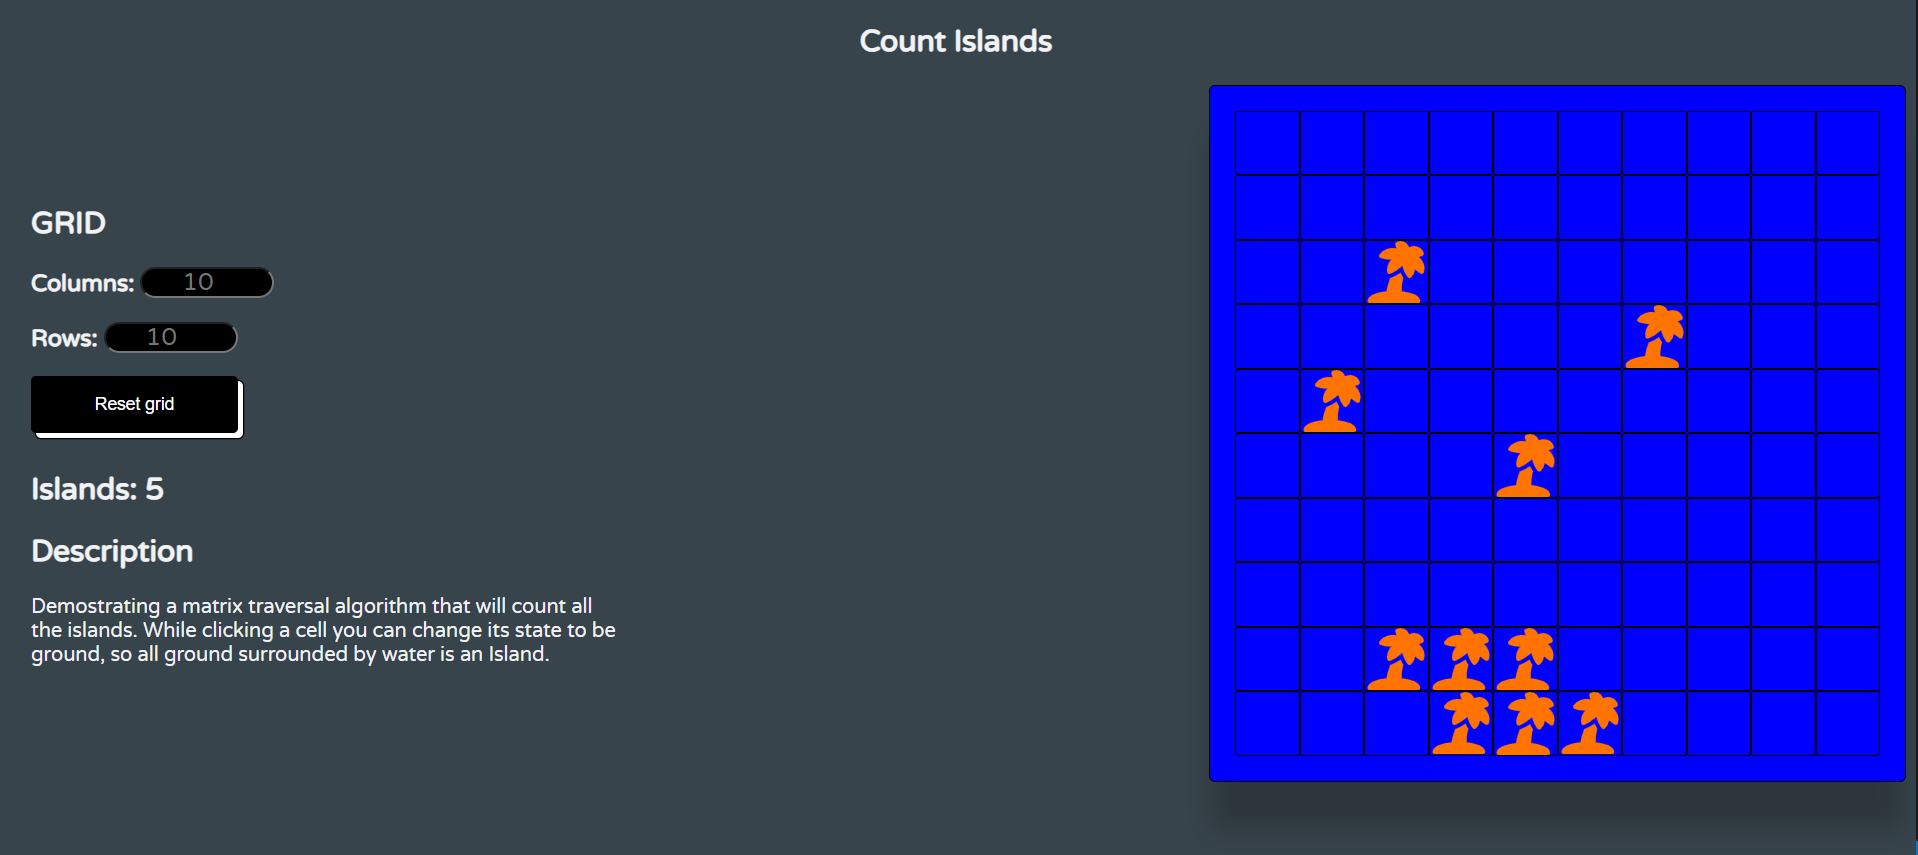 Count Islands
GRID
Columns: 10
Rows: 10
Reset grid
Islands: 5
Description
Demostrating a matrix traversal algorithm that will count all
the islands. While clicking a cell you can change its state to be
ground, so all ground surrounded by water is an Island.